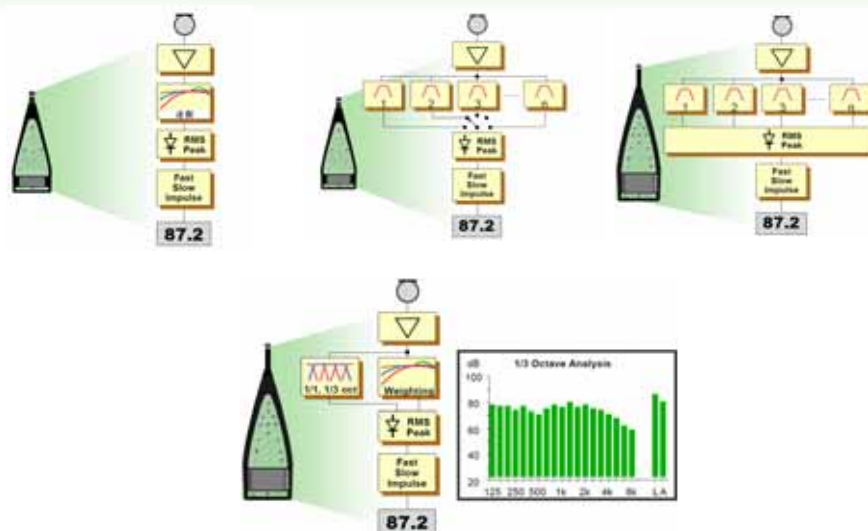 RMS
Peak
Fast
Slow
Impulse
87.2
1
2
3
n
RMS
Peak
Fast
Slow
Impulse
87.2
1
2
3
n
RMS
Peak
Fast
Slow
Impulse
87.2
1/1, 1/3 oct
Weighting
RMS
Peak
Fast
Slow
Impulse
87.2
dB 1/3 Octave Analysis
100
80
60
40
20
125 250 500 1k 2k 4k 8k L A